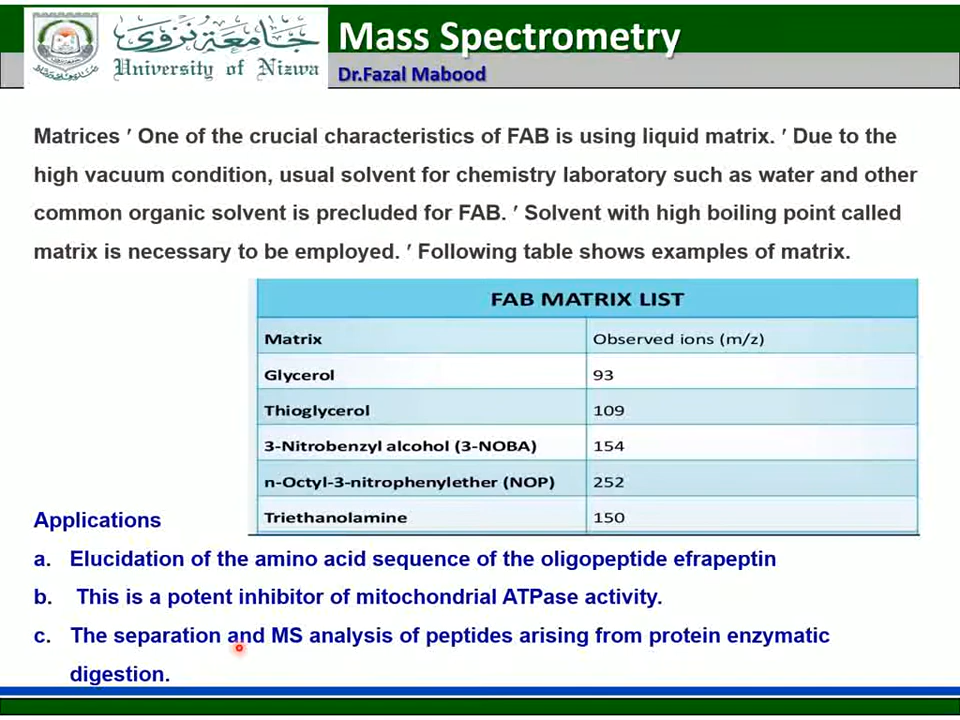 جامعة نزوى
University of Nizwa
Mass Spectrometry
Dr.Fazal Mabood
Matrices ′ One of the crucial characteristics of FAB is using liquid matrix. ′ Due to the
high vacuum condition, usual solvent for chemistry laboratory such as water and other
common organic solvent is precluded for FAB. ′ Solvent with high boiling point called
matrix is necessary to be employed. ′ Following table shows examples of matrix.
FAB MATRIX LIST
Matrix Observed ions (m/z)
Glycerol 93
Thioglycerol 109
3-Nitrobenzyl alcohol (3-NOBA) 154
n-Octyl-3-nitrophenylether (NOP) 252
Triethanolamine 150
Applications
a. Elucidation of the amino acid sequence of the oligopeptide efrapeptin
b. This is a potent inhibitor of mitochondrial ATPase activity.
c. The separation and MS analysis of peptides arising from protein enzymatic
digestion.